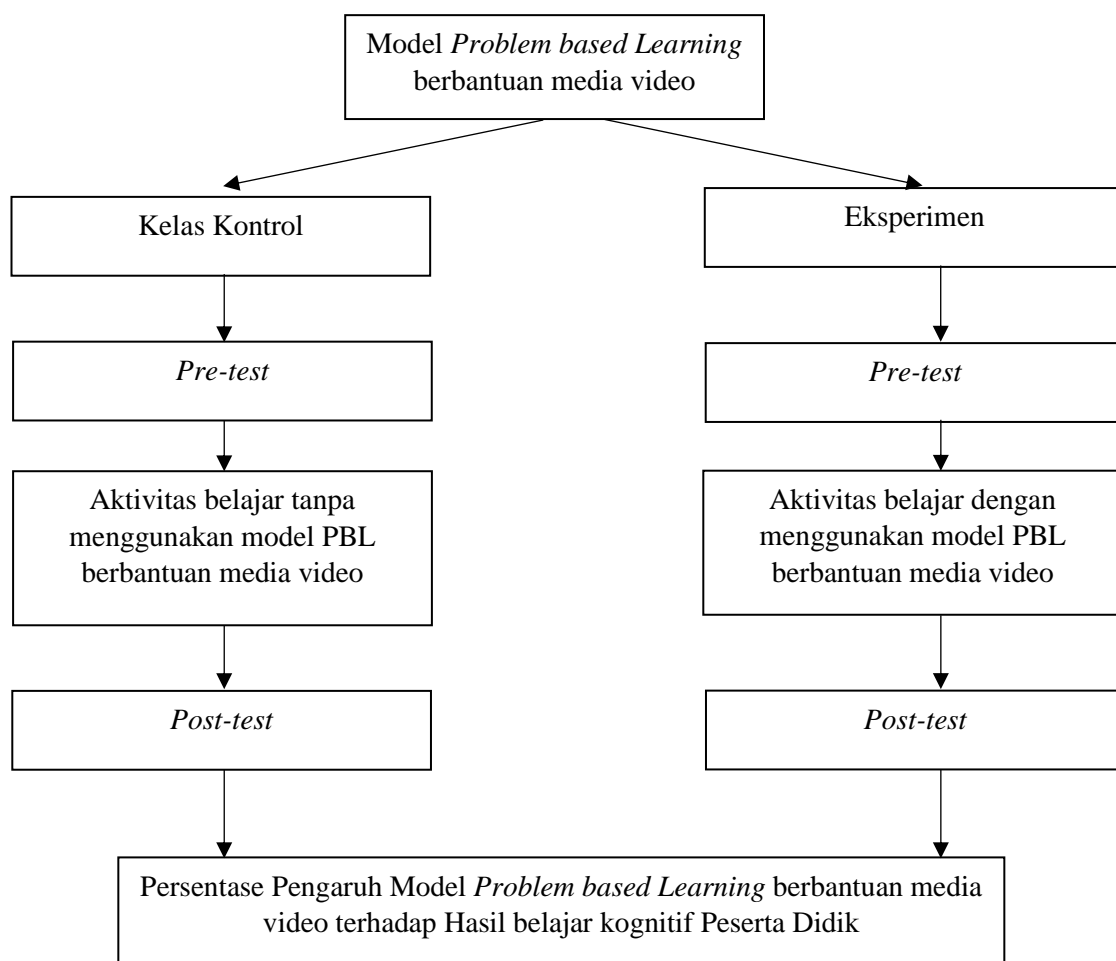 Model Problem based Learning
berbantuan media video
Kelas Kontrol
Eksperimen
Pre-test
Pre-test
Aktivitas belajar tanpa
menggunakan model PBL
berbantuan media video
Aktivitas belajar dengan
menggunakan model PBL
berbantuan media video
Post-test
Post-test
Persentase Pengaruh Model Problem based Learning berbantuan media
video terhadap Hasil belajar kognitif Peserta Didik